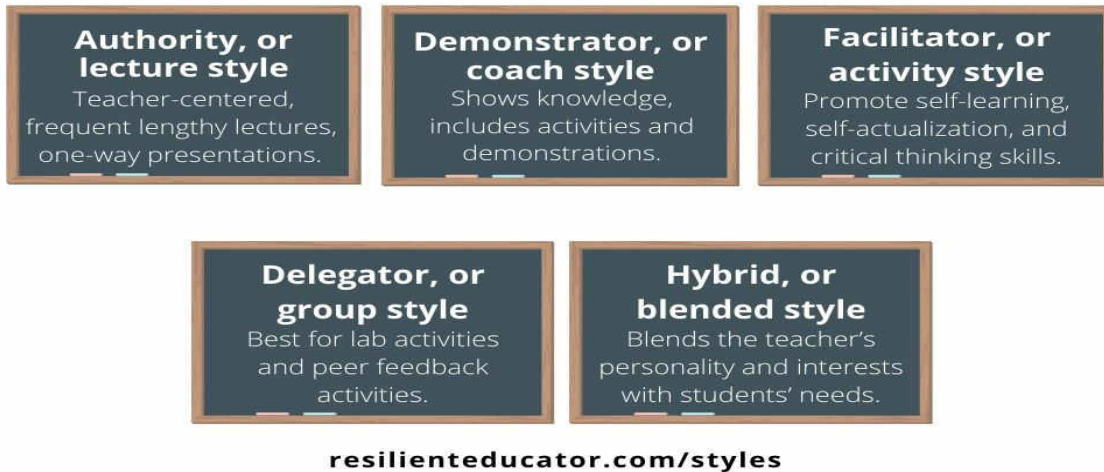 Authority, or
lecture style
Teacher-centered,
frequent lengthy lectures,
one-way presentations.
Demonstrator, or
coach style
Shows knowledge,
includes activities and
demonstrations.
Facilitator, or
activity style
Promote self-learning,
self-actualization, and
critical thinking skills.
Delegator, or
group style
Best for lab activities
and peer feedback
activities.
Hybrid, or
blended style
Blends the teacher’s
personality and interests
with students’ needs.
resilienteducator.com/styles